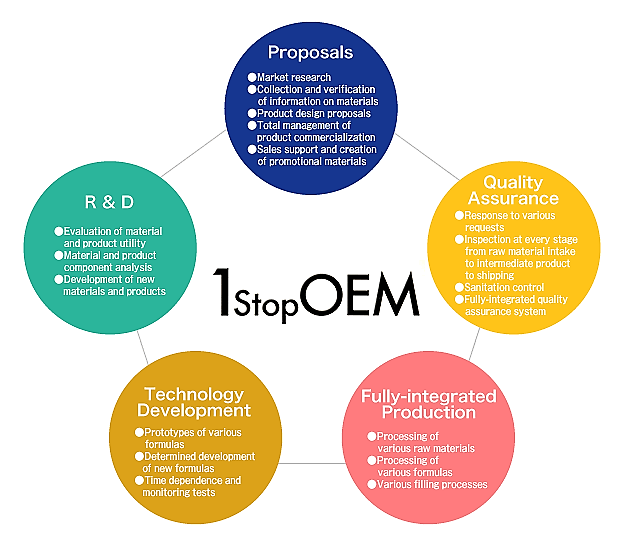 Proposals
●Market research
●Collection and verification
of information on materials
●Product design proposals
●Total management of
product commercialization
●Sales support and creation
of promotional materials
Quality
Assurance
●Response to various
requests
●Inspection at every stage
from raw material intake
to intermediate product
to shipping
●Sanitation control
●Fully-integrated quality
assurance system
R & D
●Evaluation of material
and product utility
●Material and product
component analysis
●Development of new
materials and products
1StopOEM
Technology
Development
●Prototypes of various
formulas
●Determined development
of new formulas
●Time dependence and
monitoring tests
Fully-integrated
Production
●Processing of
various raw materials
●Processing of
various formulas
●Various filling processes